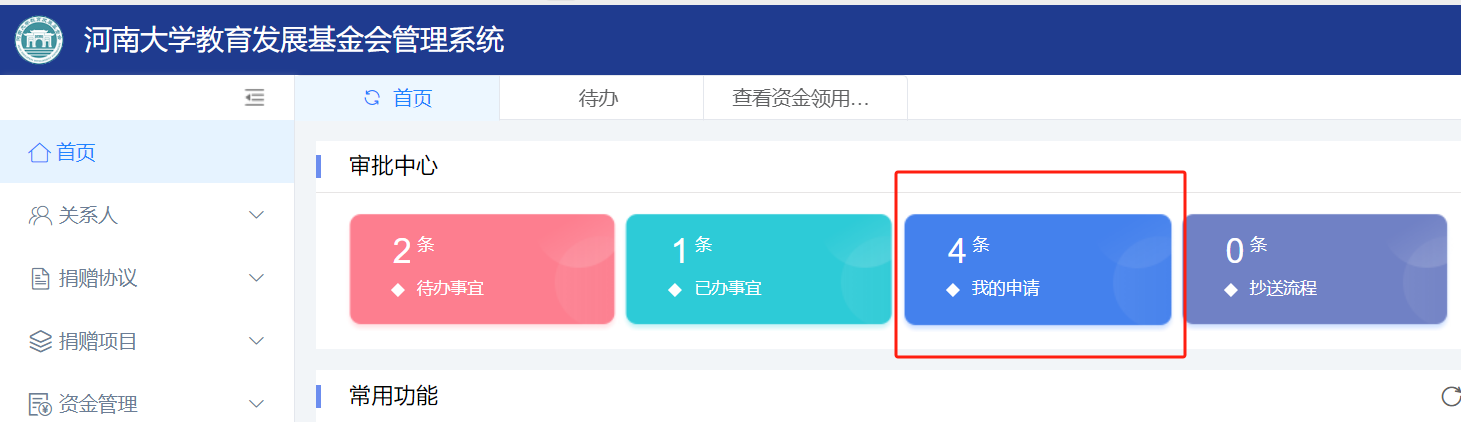 河南大学教育发展基金会管理系统
首页
待办
查看资金领用…
首页
关系人
捐赠协议
捐赠项目
资金管理
审批中心
2 条
待办事宜
1 条
已办事宜
4 条
我的申请
0 条
抄送流程
常用功能